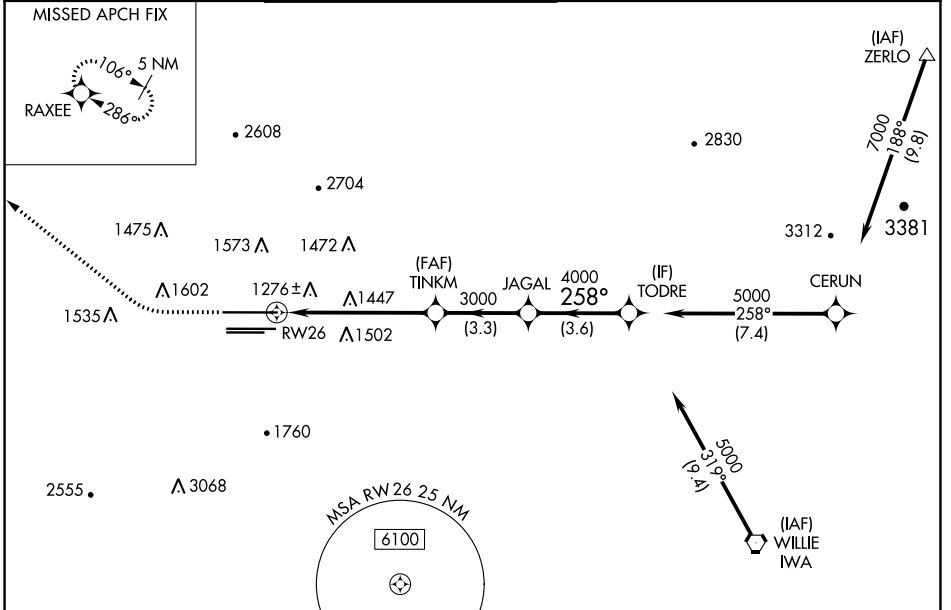 MISSED APCH FIX
106°
5 NM
286°
RAXEE
(IAF)
ZERLO
7000
188°
(9.8)
2608
2830
2704
3381
3312
1475
1573
1472
(FAF)
TINKM
JAGAL
4000
258°
(3.6)
(IF)
TODRE
CERUN
1602
1276±
1447
3000
(3.3)
5000
258°
(7.4)
1535
RW26
1502
1760
5000
319°
(9.4)
2555
3068
MSA RW26 25 NM
6100
(IAF)
WILLIE
IWA